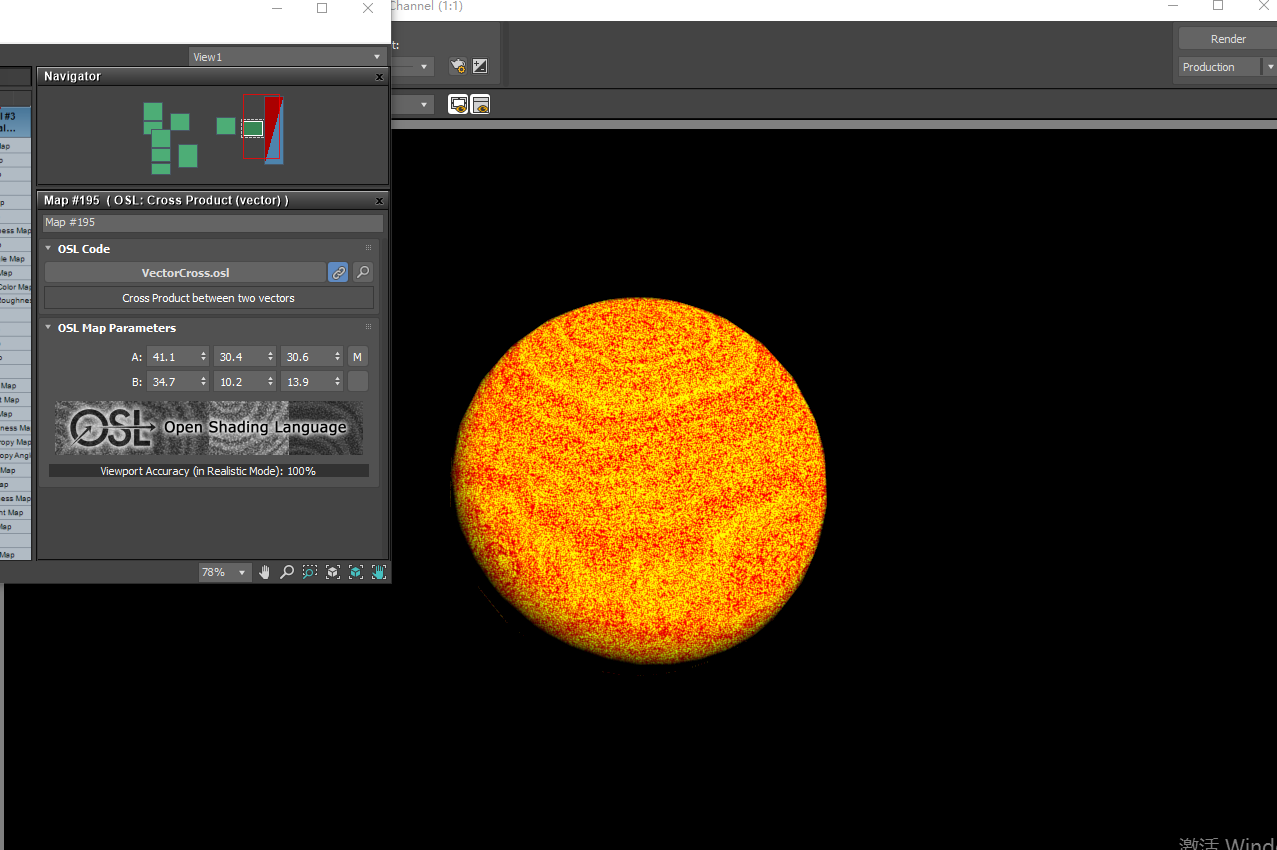 Channel (1:1)
t:
Render
View1
Production
Navigator
l #3
al...
Map #195 ( OSL: Cross Product (vector) )
Map #195
OSL Code
VectorCross.osl
Cross Product between two vectors
OSL Map Parameters
A: 41.1 30.4 30.6 M
B: 34.7 10.2 13.9
OSL Open Shading Language
Viewport Accuracy (in Realistic Mode): 100%
ap
p
ess Map
le Map
Map
Color Map
Roughness
Map
t Map
Map
ness Map
ropy Map
opy Angl
Map
ap
ess Map
nt Map
Map
Map
78%
激活 Wind